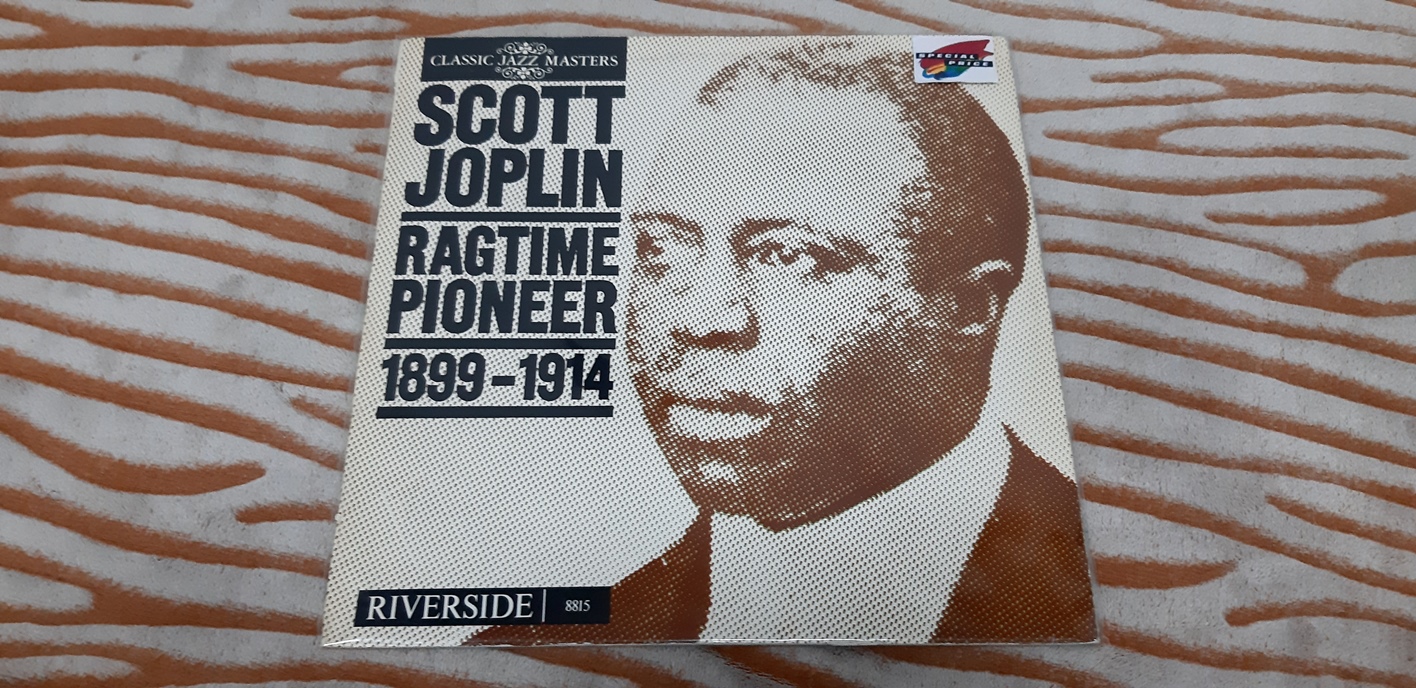 CLASSIC JAZZ MASTERS
SPECIAL
PRICE
SCOTT
JOPLIN
RAGTIME
PIONEER
1899-1914
RIVERSIDE 8815